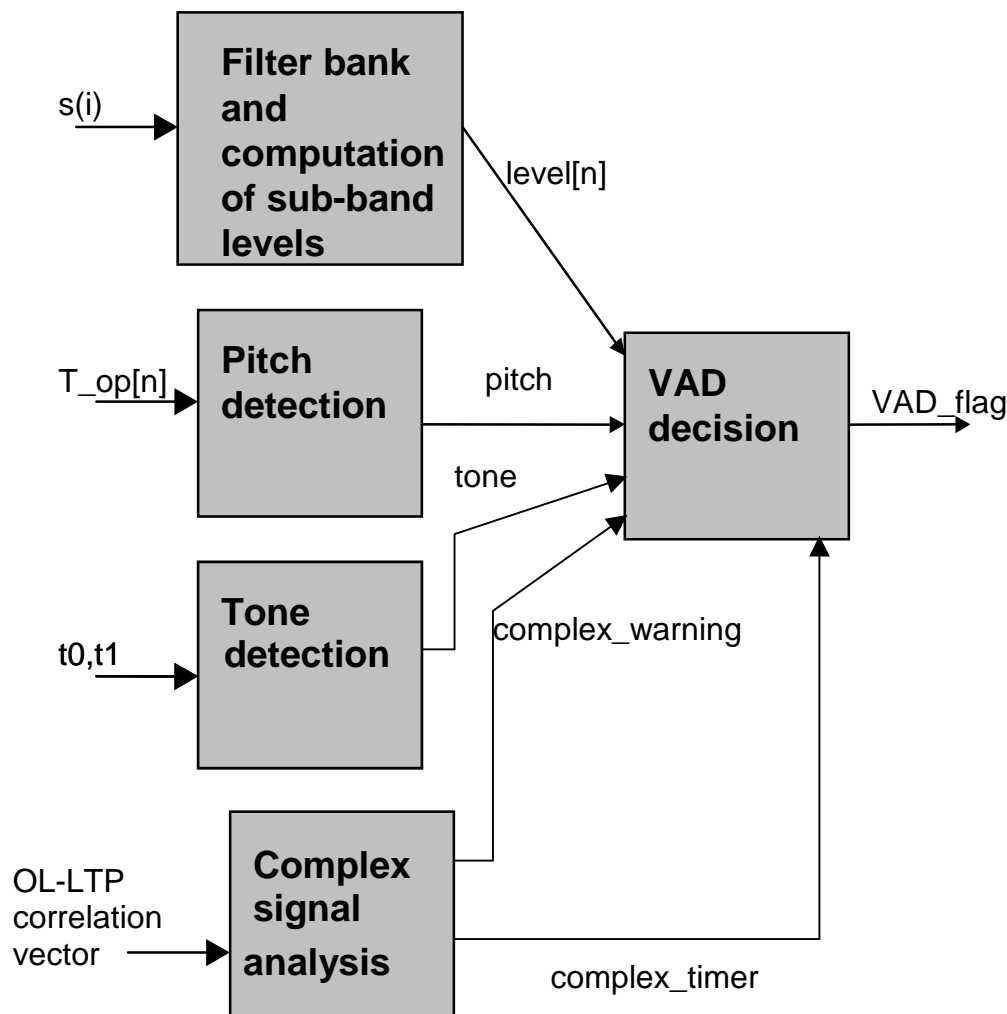 Filter bank
and
computation
of sub-band
levels
s(i)
level[n]
Pitch
detection
T_op[n]
pitch
VAD
decision
VAD_flag
tone
Tone
detection
t0,t1
complex_warning
Complex
signal
analysis
OL-LTP
correlation
vector
complex_timer